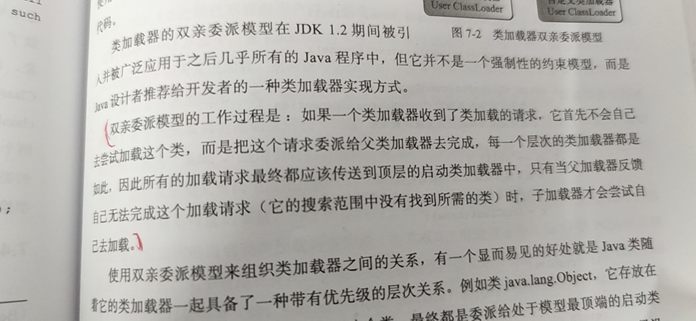 such
User ClassLoader
User ClassLoader
代码。
图 7-2 类加载器双亲委派模型
类加载器的双亲委派模型在 JDK 1.2 期间被引
入并被广泛应用于之后几乎所有的 Java 程序中，但它并不是一个强制性的约束模型，而是
Java 设计者推荐给开发者的一种类加载器实现方式。
双亲委派模型的工作过程是：如果一个类加载器收到了类加载的请求，它首先不会自己
去尝试加载这个类，而是把这个请求委派给父类加载器去完成，每一个层次的类加载器都是
如此，因此所有的加载请求最终都应该传送到顶层的启动类加载器中，只有当父加载器反馈
自己无法完成这个加载请求（它的搜索范围中没有找到所需的类）时，子加载器才会尝试自
己去加载。
使用双亲委派模型来组织类加载器之间的关系，有一个显而易见的好处就是 Java 类随
着它的类加载器一起具备了一种带有优先级的层次关系。例如类 java.lang.Object，它存放在
最终都是委派给处于模型最顶端的启动类